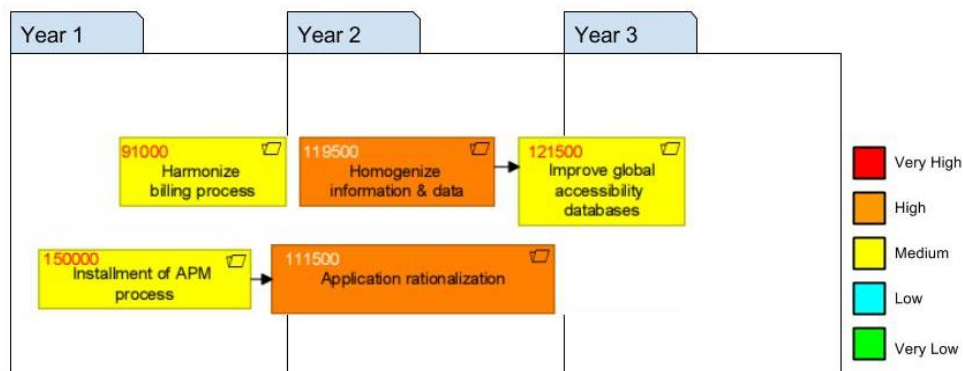 Year 1
Year 2
Year 3
91000
Harmonize
billing process
119500
Homogenize
information & data
121500
Improve global
accessibility
databases
150000
Installment of APM
process
111500
Application rationalization
Very High
High
Medium
Low
Very Low